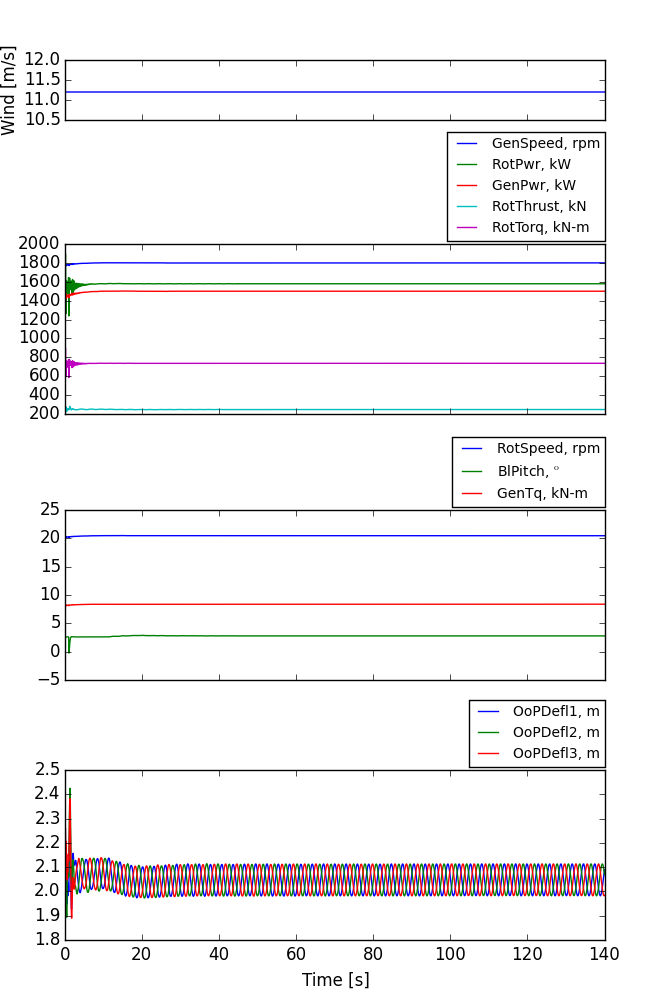 Wind [m/s]
12.0
11.5
11.0
10.5
GenSpeed, rpm
RotPwr, kW
GenPwr, kW
RotThrust, kN
RotTorq, kN-m
2000
1800
1600
1400
1200
1000
800
600
400
200
RotSpeed, rpm
BlPitch, °
GenTq, kN-m
25
20
15
10
5
0
−5
OoPDefl1, m
OoPDefl2, m
OoPDefl3, m
2.5
2.4
2.3
2.2
2.1
2.0
1.9
1.8
0 20 40 60 80 100 120 140
Time [s]